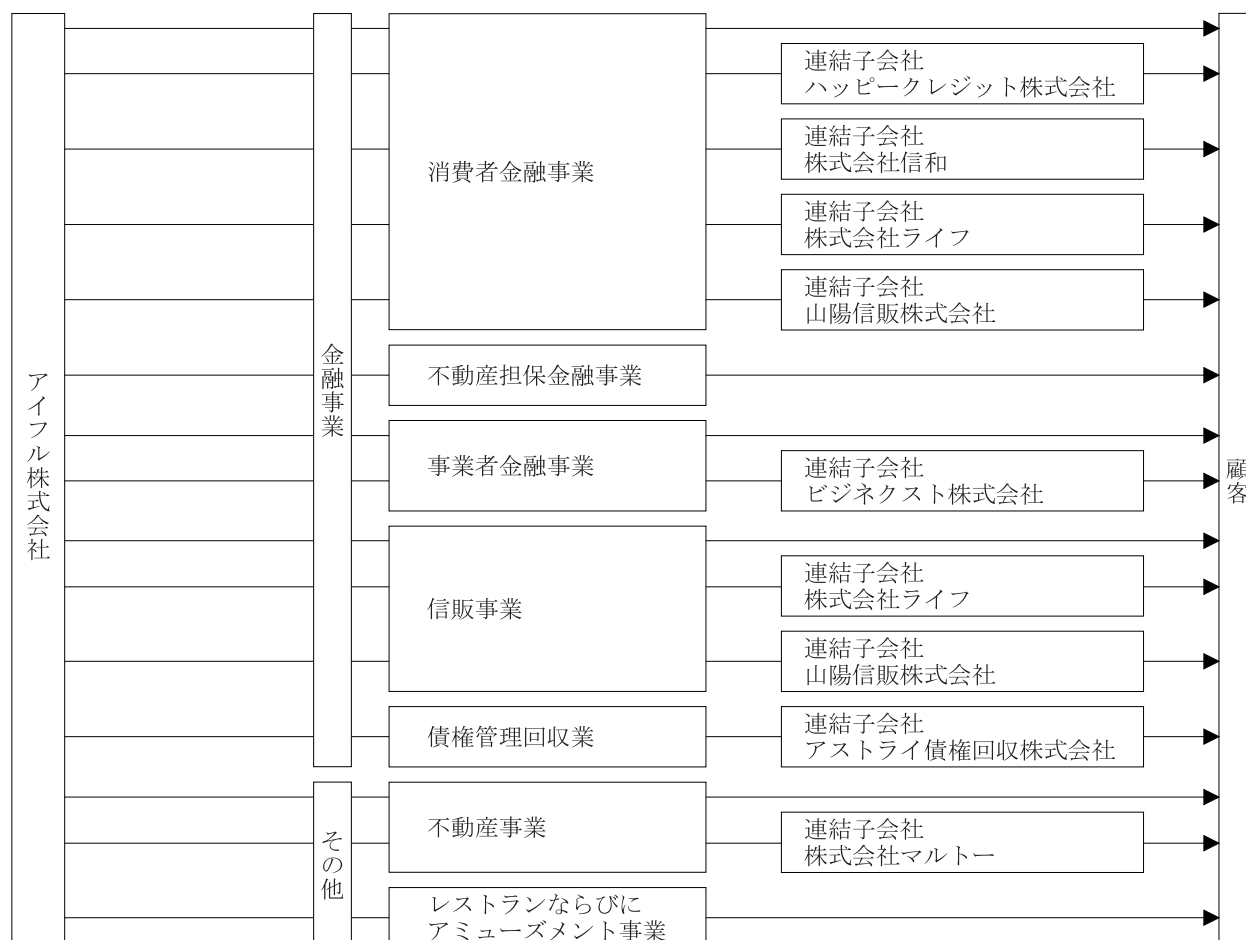 アイフル株式会社
金融事業
消費者金融事業
連結子会社
ハッピークレジット株式会社
連結子会社
株式会社信和
連結子会社
株式会社ライフ
連結子会社
山陽信販株式会社
不動産担保金融事業
事業者金融事業
連結子会社
ビジネクスト株式会社
信販事業
連結子会社
株式会社ライフ
連結子会社
山陽信販株式会社
債権管理回収業
連結子会社
アストライ債権回収株式会社
その他
不動産事業
連結子会社
株式会社マルトー
レストランならびに
アミューズメント事業
顧客